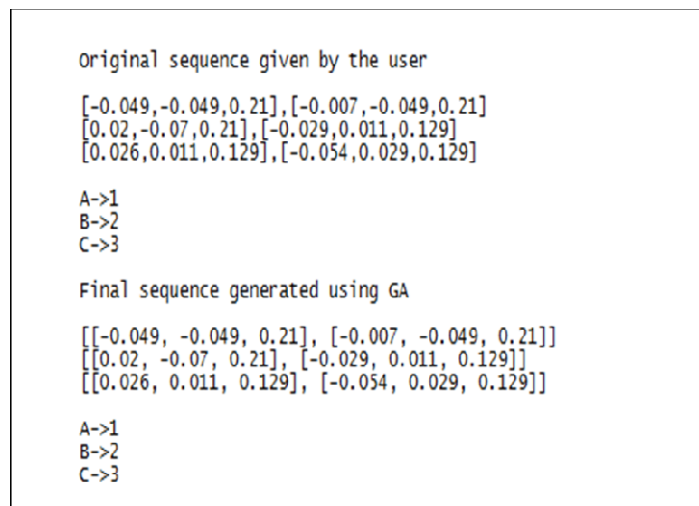 Original sequence given by the user
[-0.049,-0.049,0.21],[-0.007,-0.049,0.21]
[0.02,-0.07,0.21],[-0.029,0.011,0.129]
[0.026,0.011,0.129],[-0.054,0.029,0.129]
A->1
B->2
C->3
Final sequence generated using GA
[[-0.049, -0.049, 0.21], [-0.007, -0.049, 0.21]]
[[0.02, -0.07, 0.21], [-0.029, 0.011, 0.129]]
[[0.026, 0.011, 0.129], [-0.054, 0.029, 0.129]]
A->1
B->2
C->3